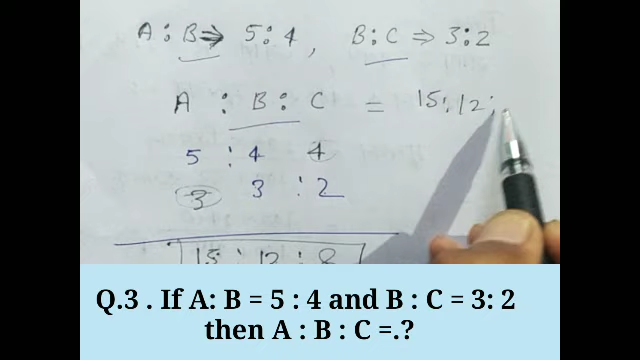 A : B ⇒ 5 : 4 , B : C ⇒ 3 : 2
A : B : C = 15 : 12 :
5 : 4 4
3 3 : 2
15 : 12 : 8
Q.3 . If A: B = 5 : 4 and B : C = 3: 2
then A : B : C =.?